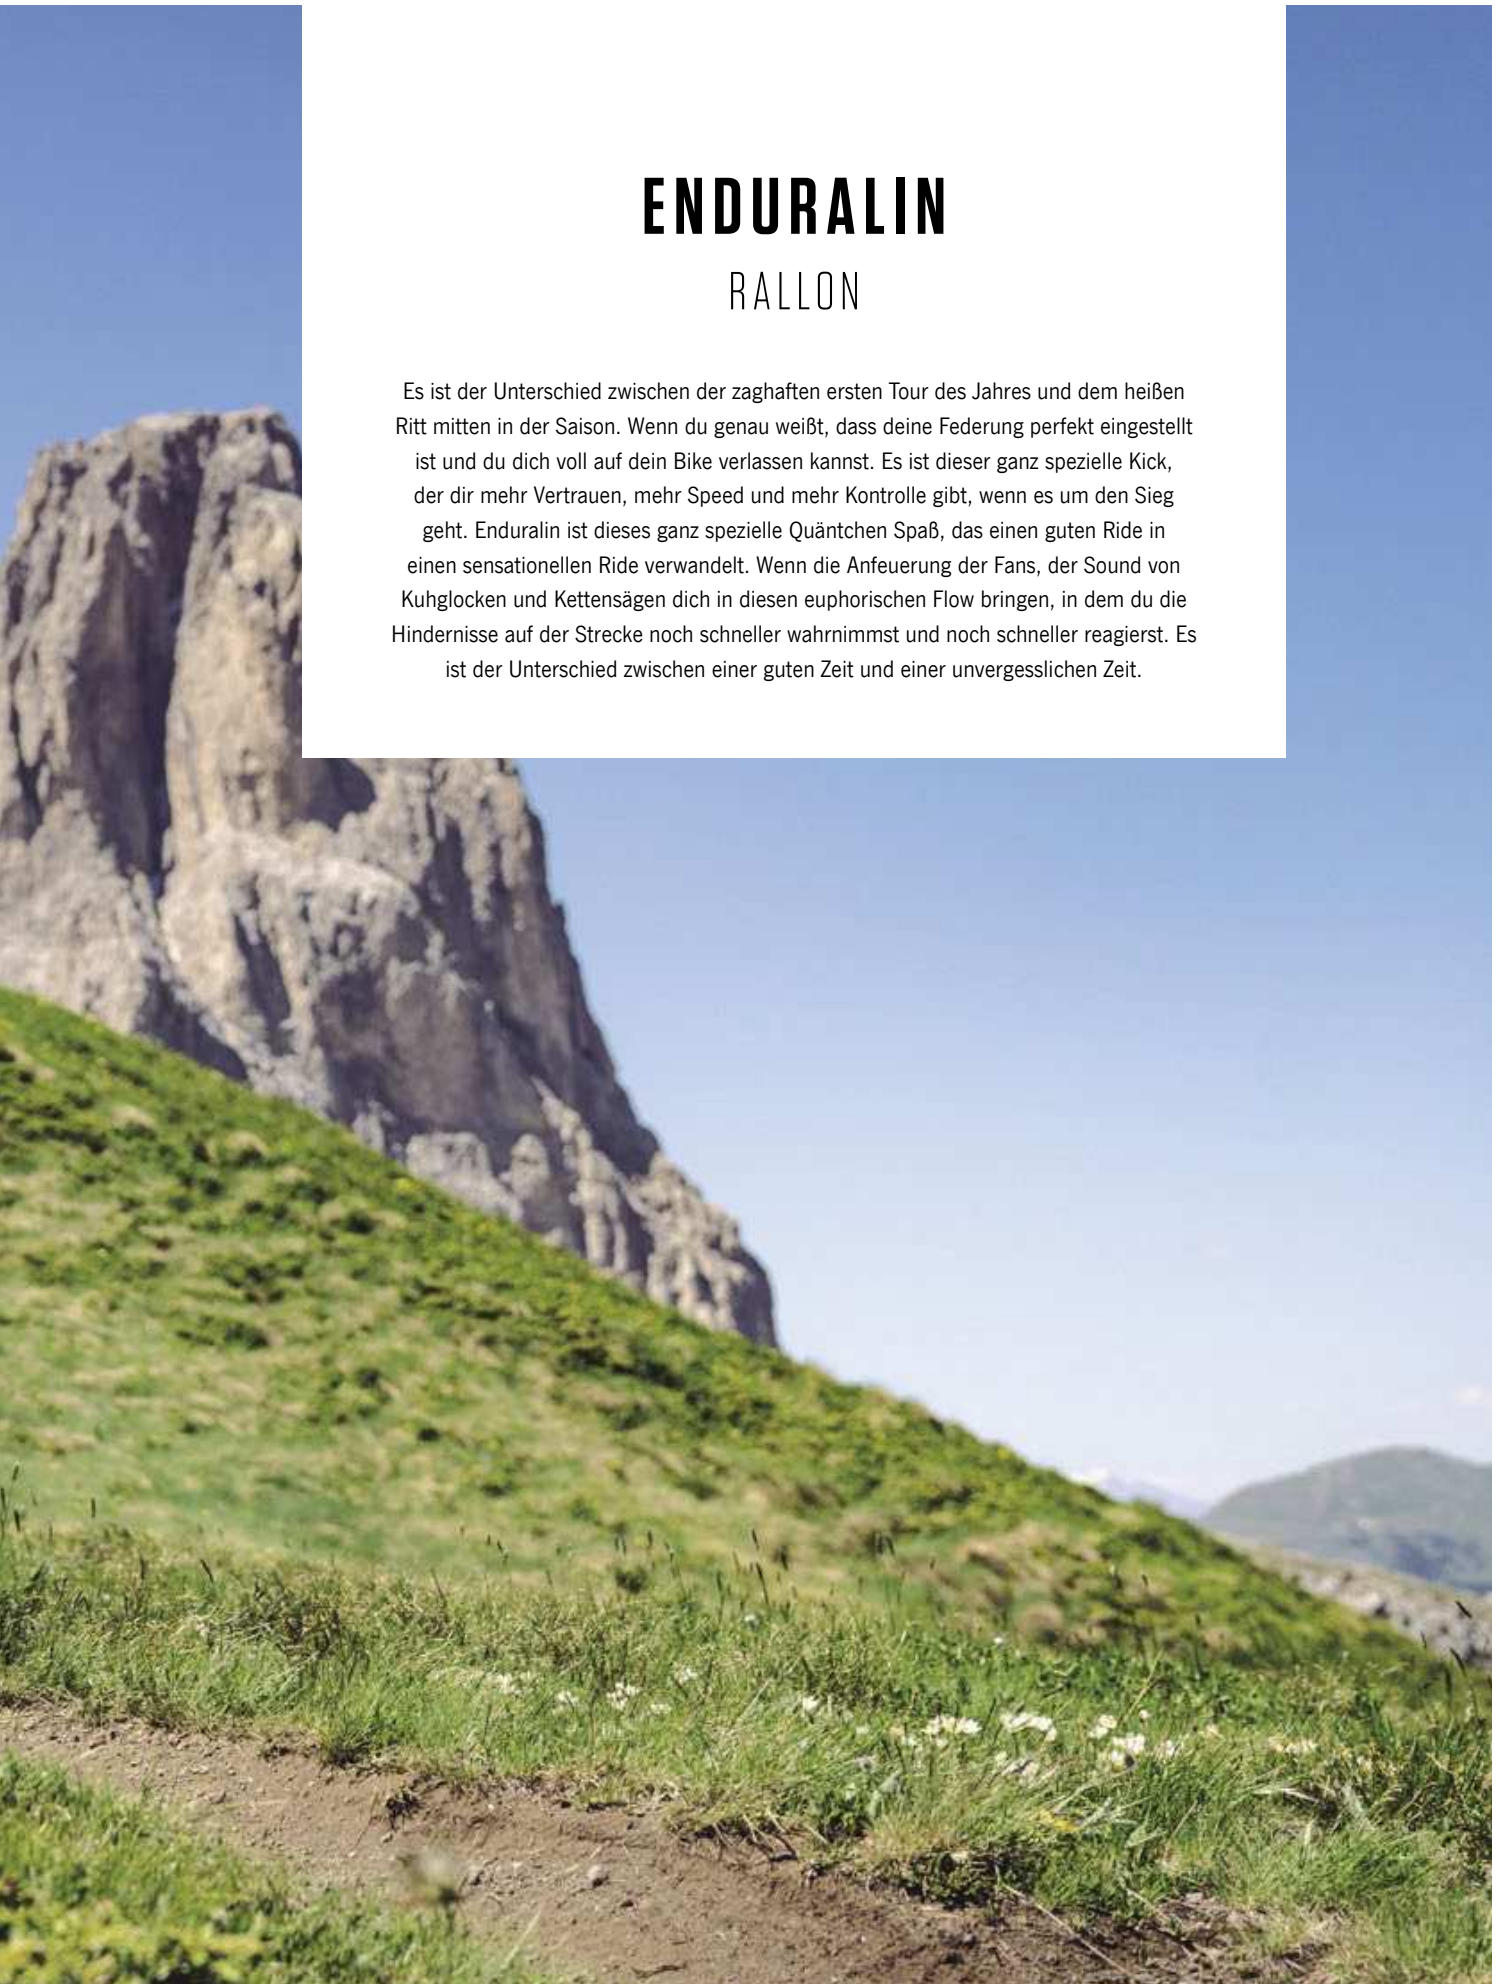 ENDURALIN
RALLON
Es ist der Unterschied zwischen der zaghaften ersten Tour des Jahres und dem heißen
Ritt mitten in der Saison. Wenn du genau weißt, dass deine Federung perfekt eingestellt
ist und du dich voll auf dein Bike verlassen kannst. Es ist dieser ganz spezielle Kick,
der dir mehr Vertrauen, mehr Speed und mehr Kontrolle gibt, wenn es um den Sieg
geht. Enduralin ist dieses ganz spezielle Quäntchen Spaß, das einen guten Ride in
einen sensationellen Ride verwandelt. Wenn die Anfeuerung der Fans, der Sound von
Kuhglocken und Kettensägen dich in diesen euphorischen Flow bringen, in dem du die
Hindernisse auf der Strecke noch schneller wahrnimmst und noch schneller reagierst. Es
ist der Unterschied zwischen einer guten Zeit und einer unvergesslichen Zeit.